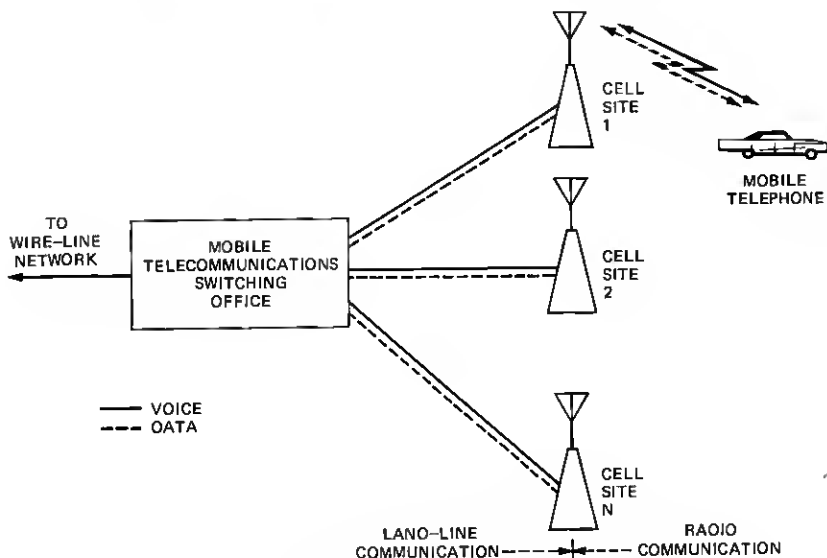 CELL
SITE
1
MOBILE
TELEPHONE
TO
WIRE-LINE
NETWORK
MOBILE
TELECOMMUNICATIONS
SWITCHING
OFFICE
CELL
SITE
2
VOICE
OATA
CELL
SITE
N
LANO-LINE
COMMUNICATION
RAOIO
COMMUNICATION